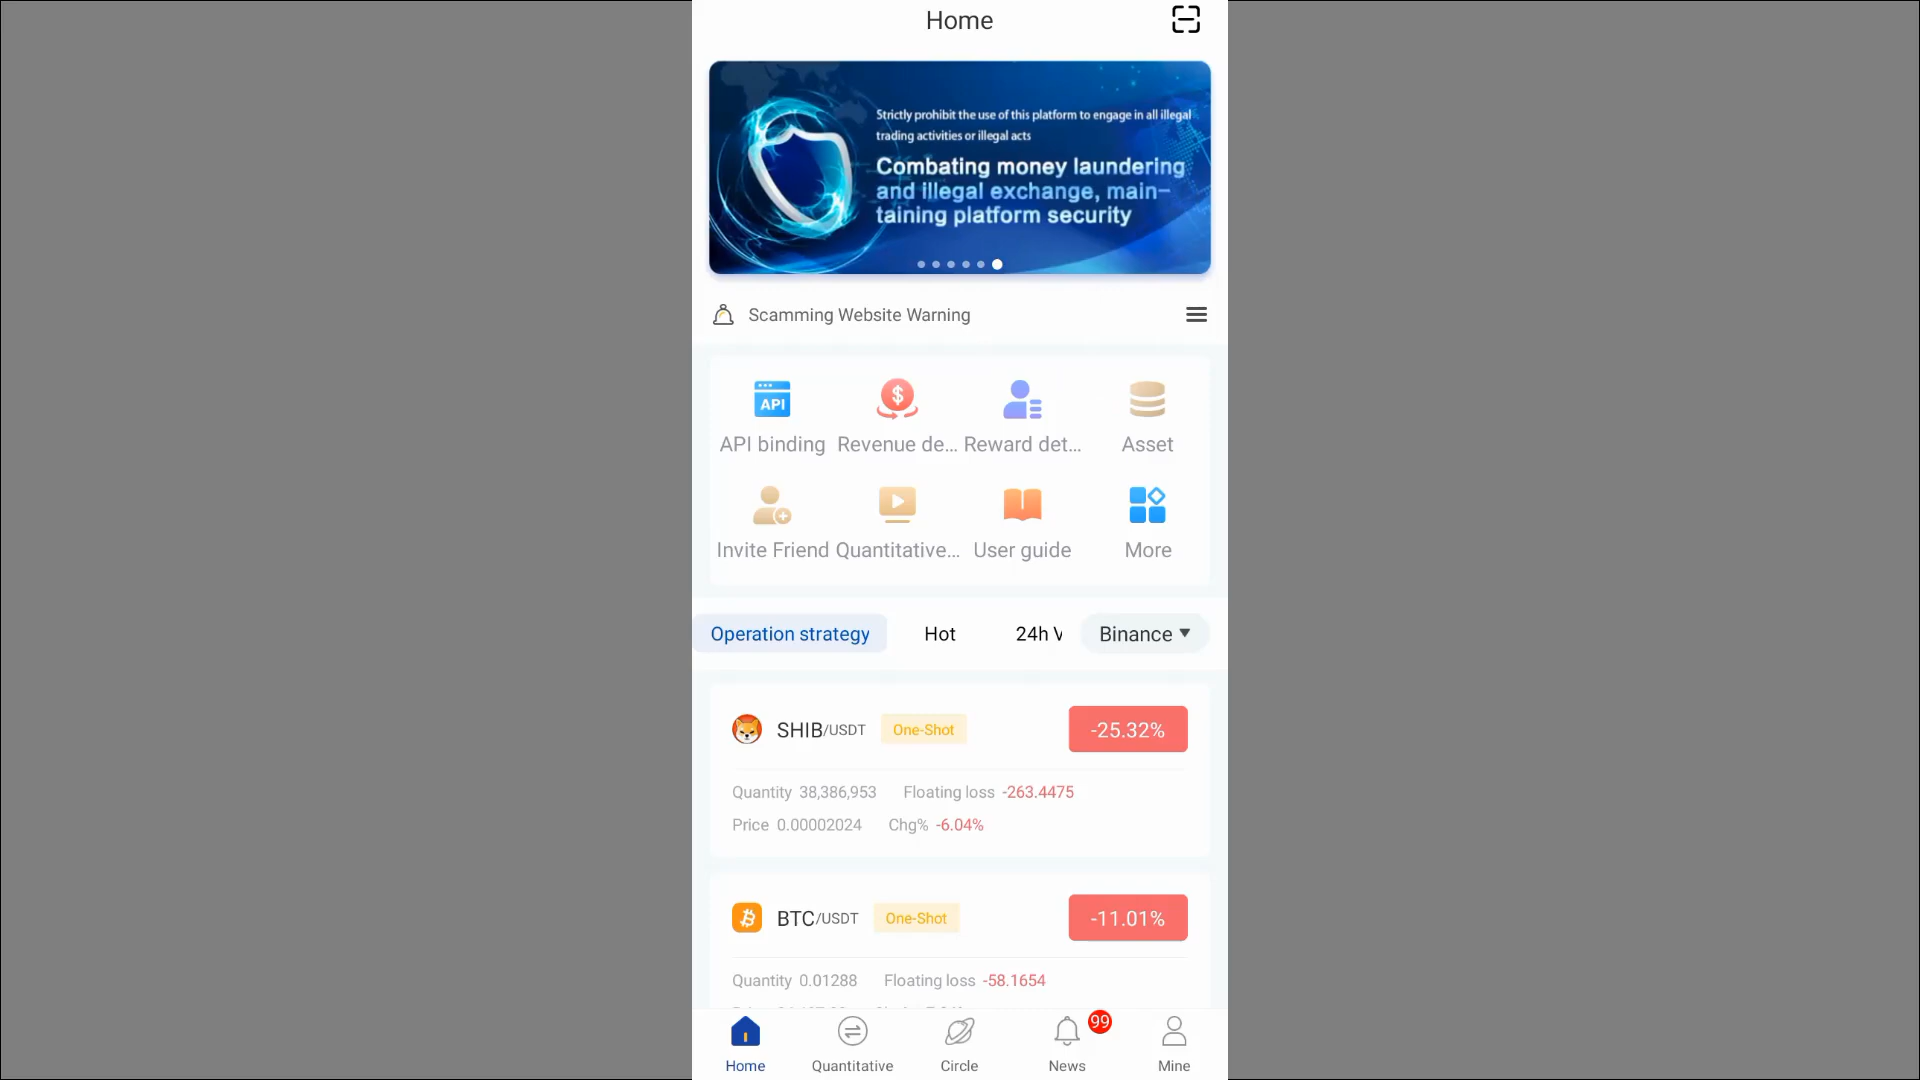 Home
Strictly prohibit the use of this platform to engage in all illegal
trading activities or illegal acts
Combating money laundering
and illegal exchange, main-
taining platform security
Scamming Website Warning
API
API binding Revenue de... Reward det... Asset
Invite Friend Quantitative... User guide More
Operation strategy Hot 24h V Binance
SHIB/USDT One-Shot -25.32%
Quantity 38,386,953 Floating loss -263.4475
Price 0.00002024 Chg% -6.04%
BTC/USDT One-Shot -11.01%
Quantity 0.01288 Floating loss -58.1654
99
Home Quantitative Circle News Mine